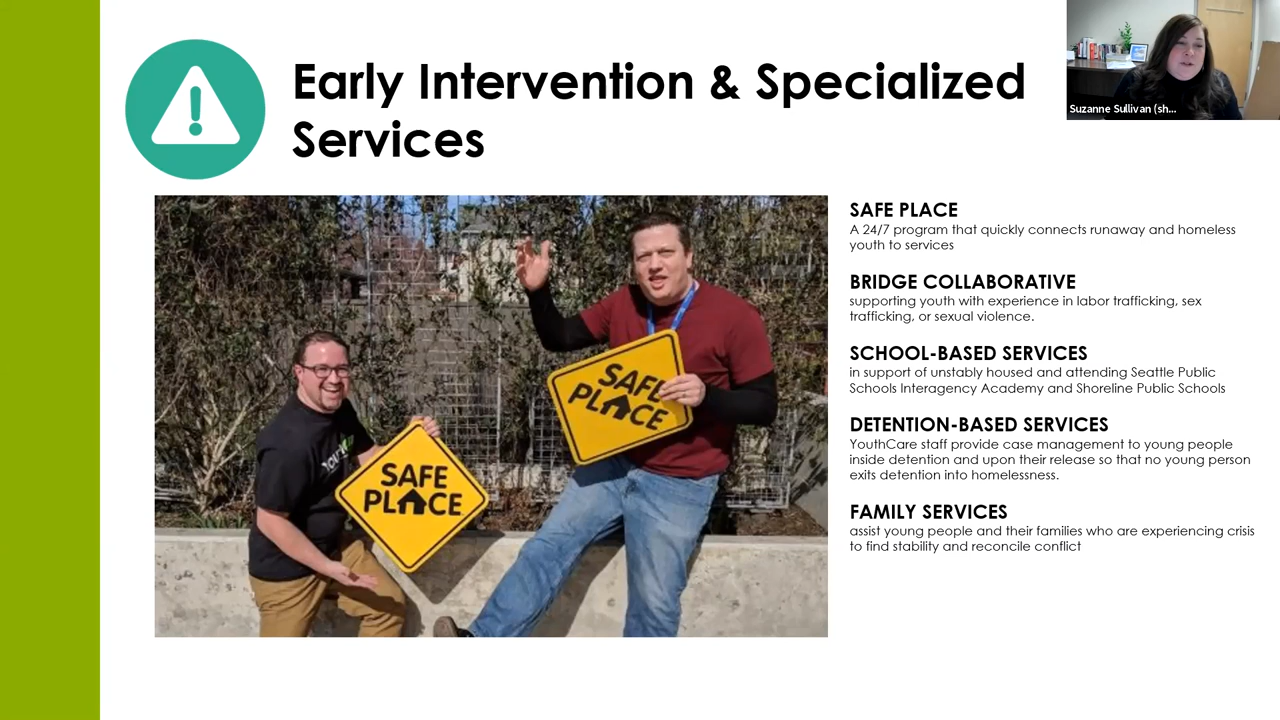 Early Intervention & Specialized
Services
Suzanne Sullivan (sh...
SAFE
PLACE
SAFE
PLACE
SAFE PLACE
A 24/7 program that quickly connects runaway and homeless
youth to services
BRIDGE COLLABORATIVE
supporting youth with experience in labor trafficking, sex
trafficking, or sexual violence.
SCHOOL-BASED SERVICES
in support of unstably housed and attending Seattle Public
Schools Interagency Academy and Shoreline Public Schools
DETENTION-BASED SERVICES
YouthCare staff provide case management to young people
inside detention and upon their release so that no young person
exits detention into homelessness.
FAMILY SERVICES
assist young people and their families who are experiencing crisis
to find stability and reconcile conflict